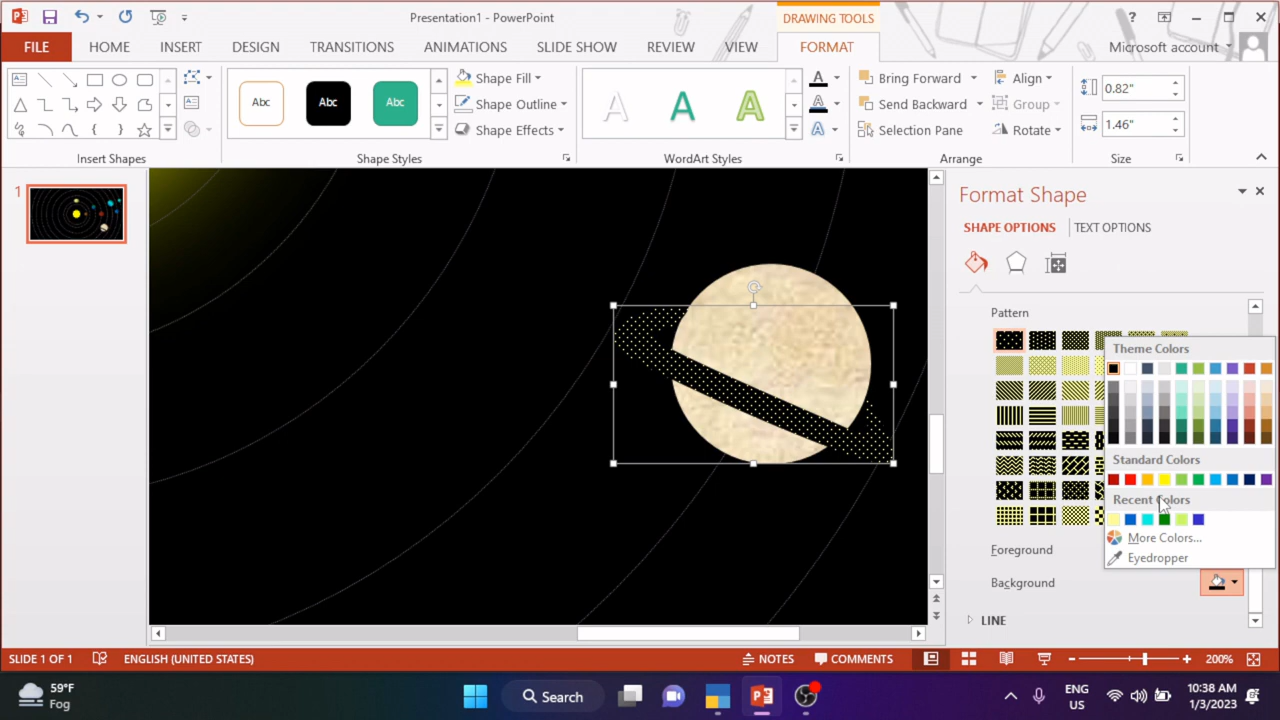 Presentation1 - PowerPoint
DRAWING TOOLS
?
FILE
HOME
INSERT
DESIGN
TRANSITIONS
ANIMATIONS
SLIDE SHOW
REVIEW
VIEW
FORMAT
Microsoft account
Abc
Abc
Abc
Shape Fill
Shape Outline
Shape Effects
A
A
A
A
A
A
Bring Forward
Send Backward
Selection Pane
Align
Group
Rotate
0.82"
1.46"
Insert Shapes
Shape Styles
WordArt Styles
Arrange
Size
1
Format Shape
SHAPE OPTIONS
TEXT OPTIONS
Pattern
Theme Colors
Standard Colors
Recent Colors
More Colors...
Eyedropper
Foreground
Background
LINE
SLIDE 1 OF 1
ENGLISH (UNITED STATES)
NOTES
COMMENTS
200%
59°F
Fog
Search
ENG
US
10:38 AM
1/3/2023